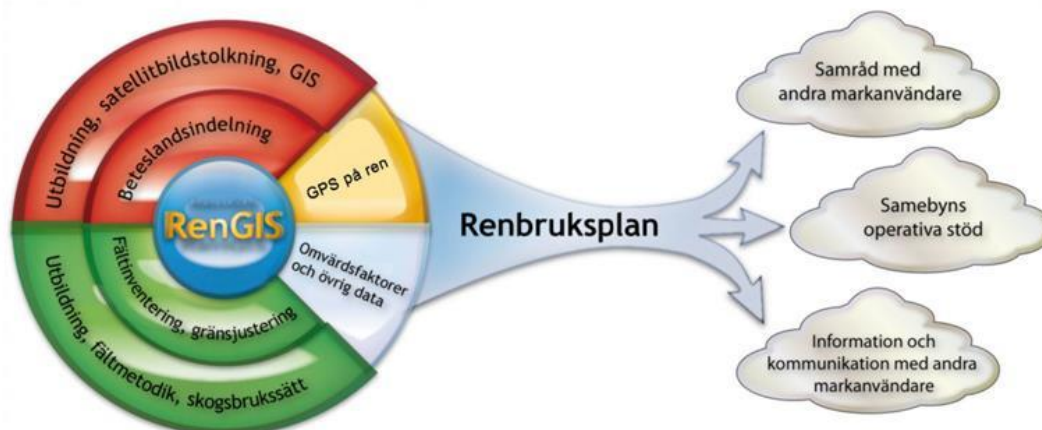 Utbildning, satellitbildstolkning, GIS
Beteslandsindelning
GPS på ren
RenGIS
Omvärdsfaktorer
och övrig data
Fältinventering, gränsjustering
Utbildning, fältmetodik, skogsbrukssätt
Renbruksplan
Samråd med
andra markanvändare
Samebyns
operativa stöd
Information och
kommunikation med andra
markanvändare